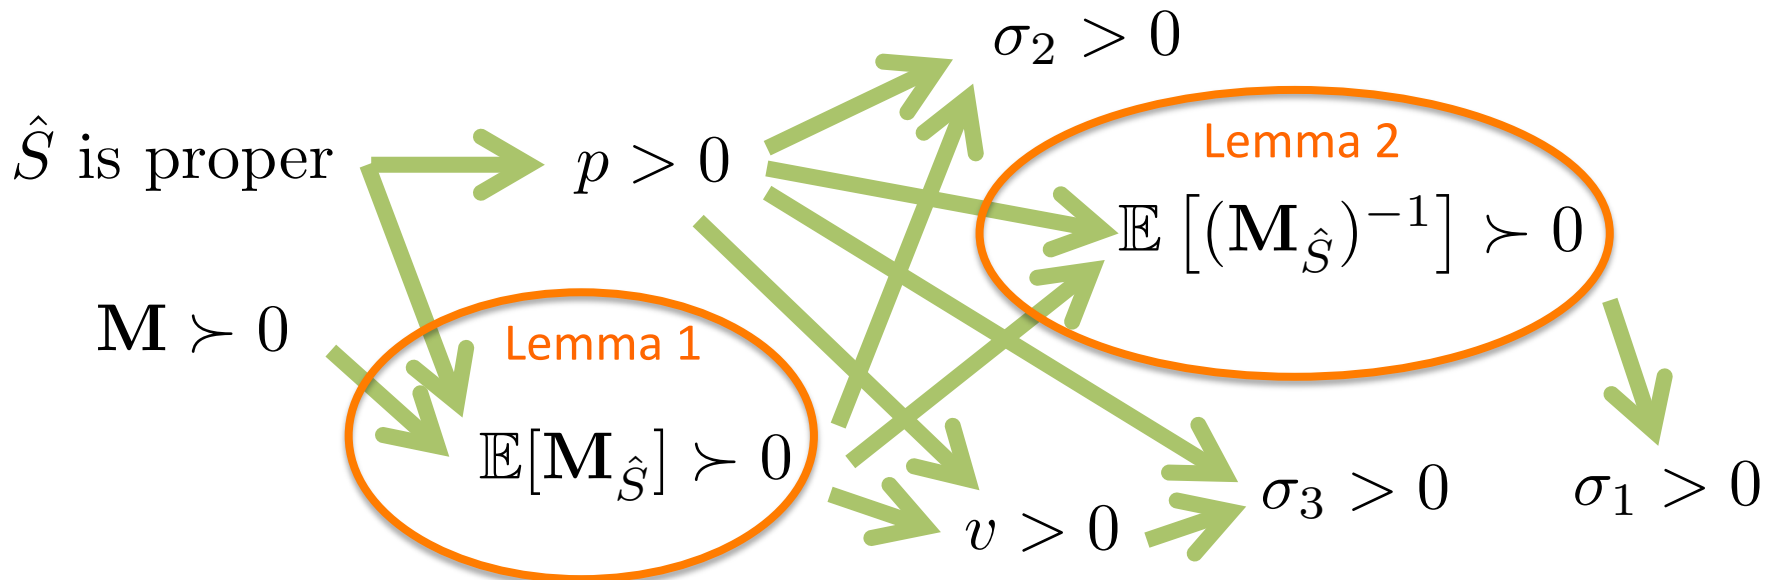 σ₂ > 0
Ŝ is proper
p > 0
Lemma 2
𝔼 [(𝐌_Ŝ)⁻¹] ≻ 0
𝐌 ≻ 0
Lemma 1
𝔼[𝐌_Ŝ] ≻ 0
v > 0
σ₃ > 0
σ₁ > 0